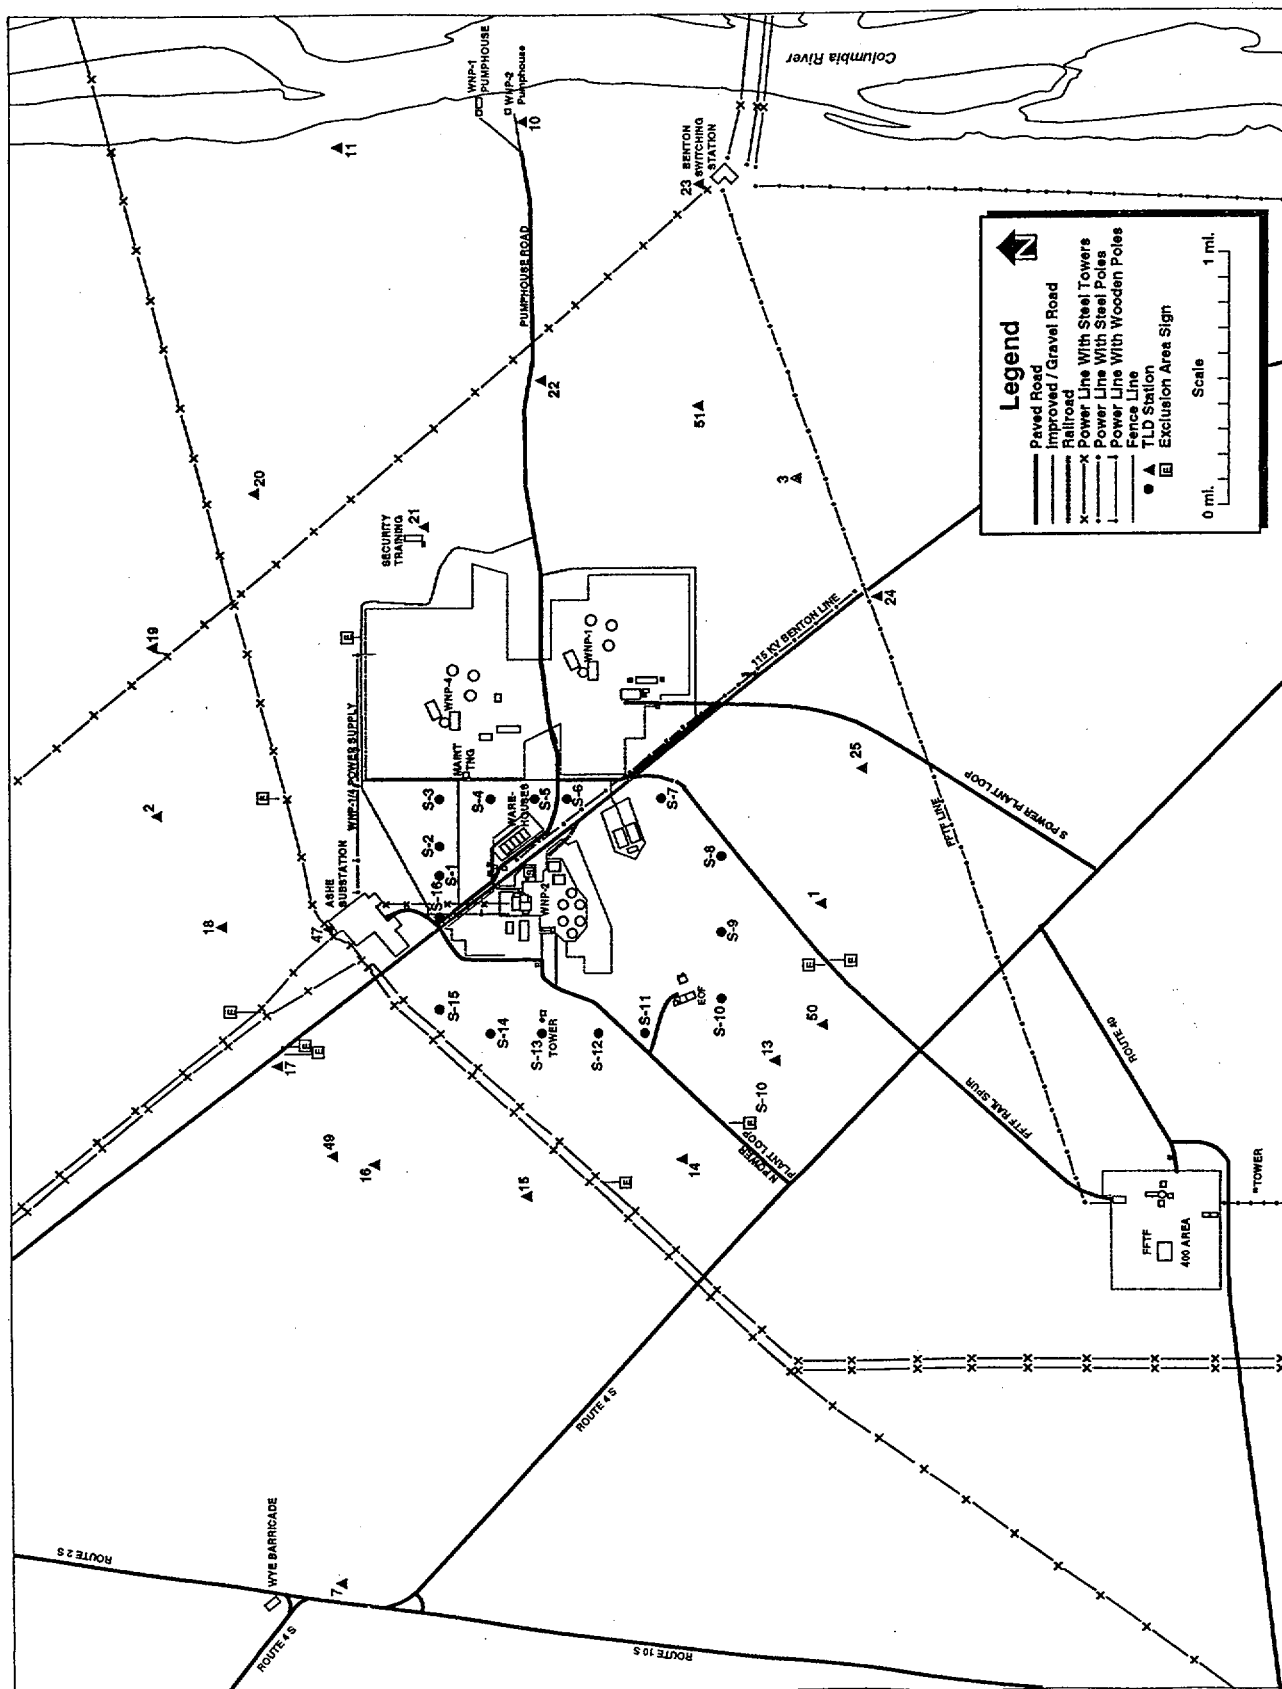 Columbia River
WNP-1
PUMPHOUSE
WNP-2
Pumphouse
10
11
BENTON
SWITCHING
STATION
23
PUMPHOUSE ROAD
22
51
3
20
SECURITY
TRAINING
21
19
24
115 KV BENTON LINE
WNP-1
WNP-4
MAINT
TNG
WNP-1/4 POWER SUPPLY
2
ASHE
SUBSTATION
18
47
25
S POWER PLANT LOOP
FFTF LINE
S-1
S-2
S-3
S-4
S-5
S-6
S-7
S-8
S-9
S-10
S-11
S-12
S-13
TOWER
S-14
S-15
S-16
WARE-
HOUSES
WNP-2
EOF
1
50
13
S-10
14
N POWER
PLANT LOOP
15
16
49
17
E
E
E
E
E
E
E
E
E
FFTF RAIL SPUR
ROUTE 40
TOWER
FFTF
400 AREA
ROUTE 4 S
ROUTE 2 S
WYE BARRICADE
7
ROUTE 4 S
ROUTE 10 S
Legend
N
Paved Road
Improved / Gravel Road
Railroad
Power Line With Steel Towers
Power Line With Steel Poles
Power Line With Wooden Poles
Fence Line
TLD Station
E Exclusion Area Sign
Scale
0 mi. 1 mi.